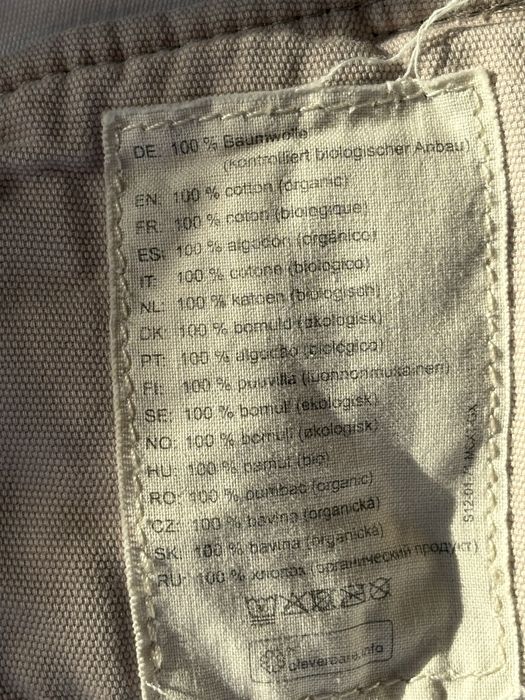 DE: 100 % Baumwolle
(kontrolliert biologischer Anbau)
EN: 100 % cotton (organic)
FR: 100 % coton (biologique)
ES: 100 % algodón (orgánico)
IT: 100 % cotone (biologico)
NL: 100 % katoen (biologisch)
DK: 100 % bomuld (økologisk)
PT: 100 % algodão (biológico)
FI: 100 % puuvilla (luonnonmukainen)
SE: 100 % bomull (ekologisk)
NO: 100 % bomull (økologisk)
HU: 100 % pamut (bio)
RO: 100 % bumbac (organic)
CZ: 100 % bavlna (organická)
SK: 100 % bavlna (organická)
RU: 100 % хлопок (органический продукт)
clevercare.info